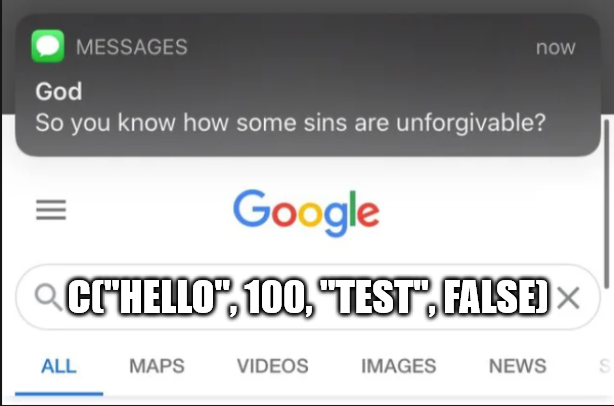 MESSAGES now
God
So you know how some sins are unforgivable?
Google
C("HELLO", 100, "TEST", FALSE)
ALL MAPS VIDEOS IMAGES NEWS S